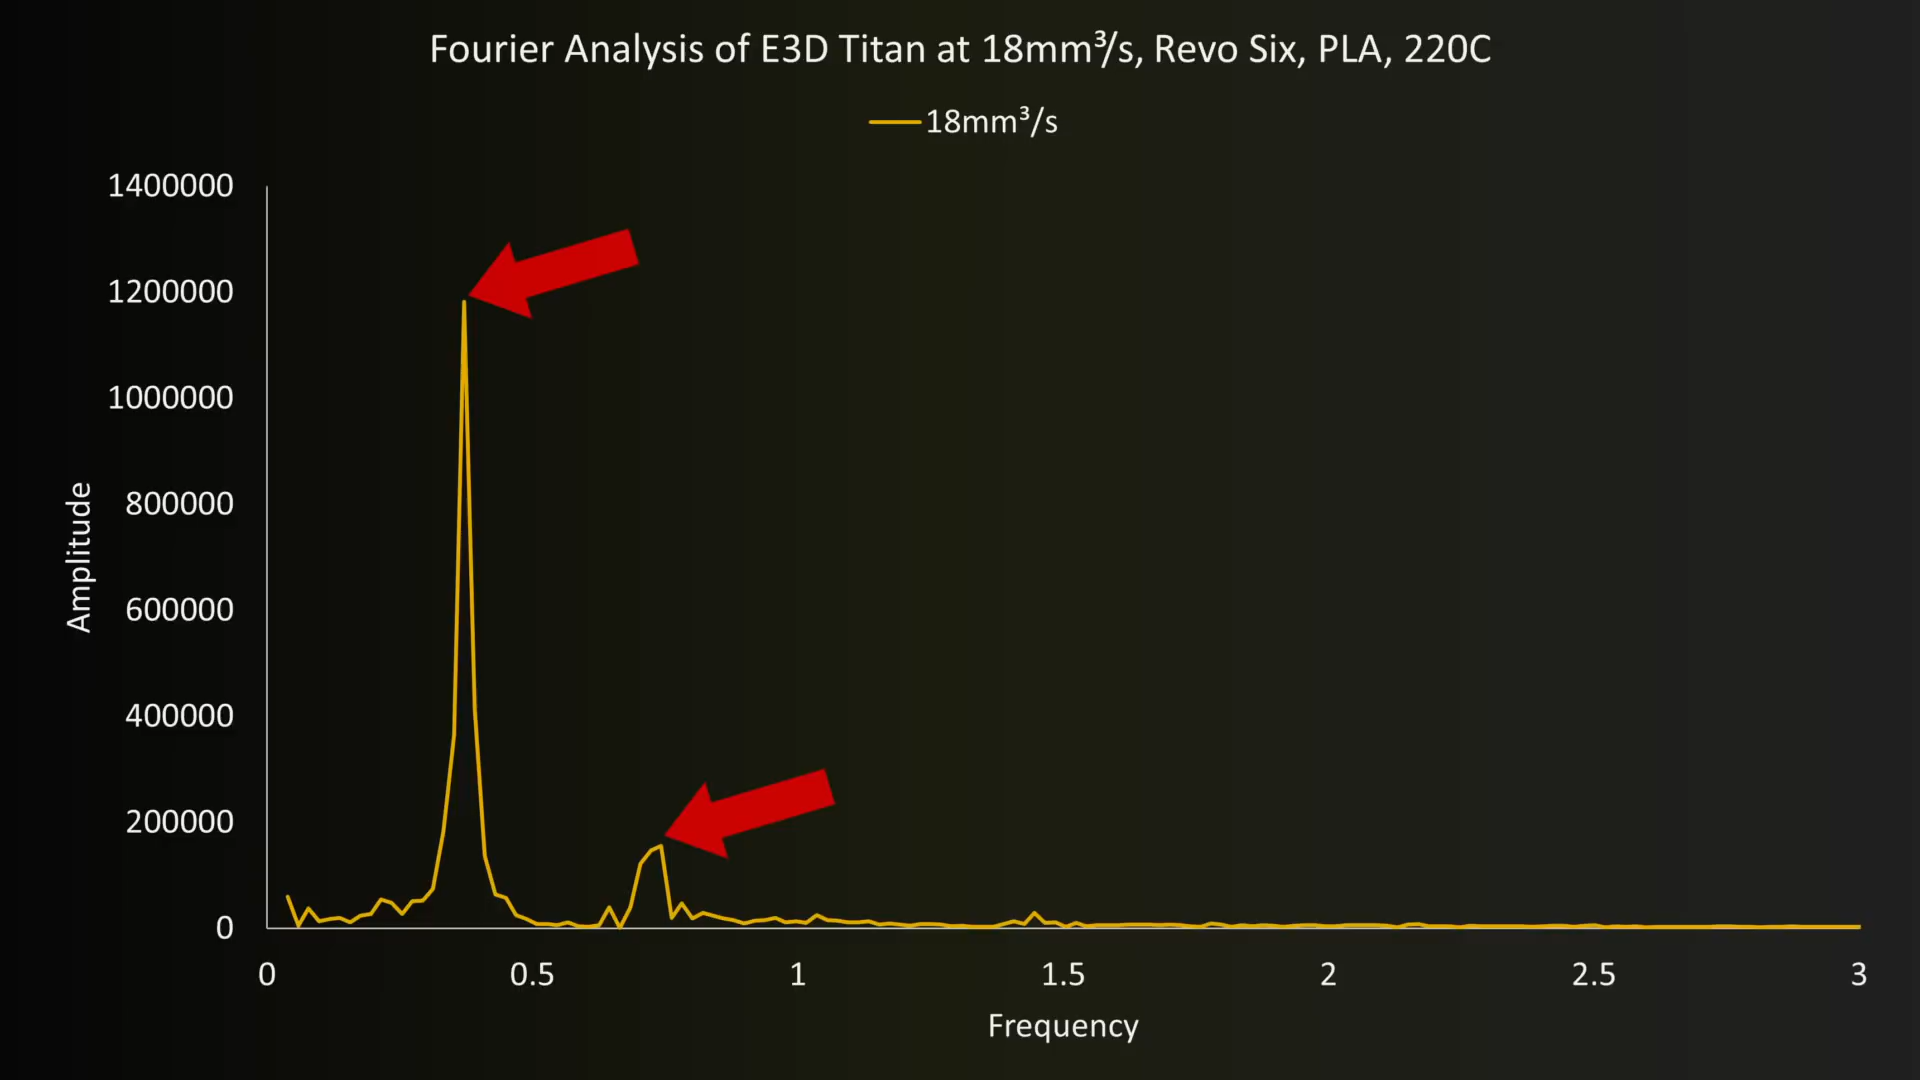 Fourier Analysis of E3D Titan at 18mm³/s, Revo Six, PLA, 220C
18mm³/s
1400000
1200000
1000000
800000
600000
400000
200000
0
Amplitude
0 0.5 1 1.5 2 2.5 3
Frequency